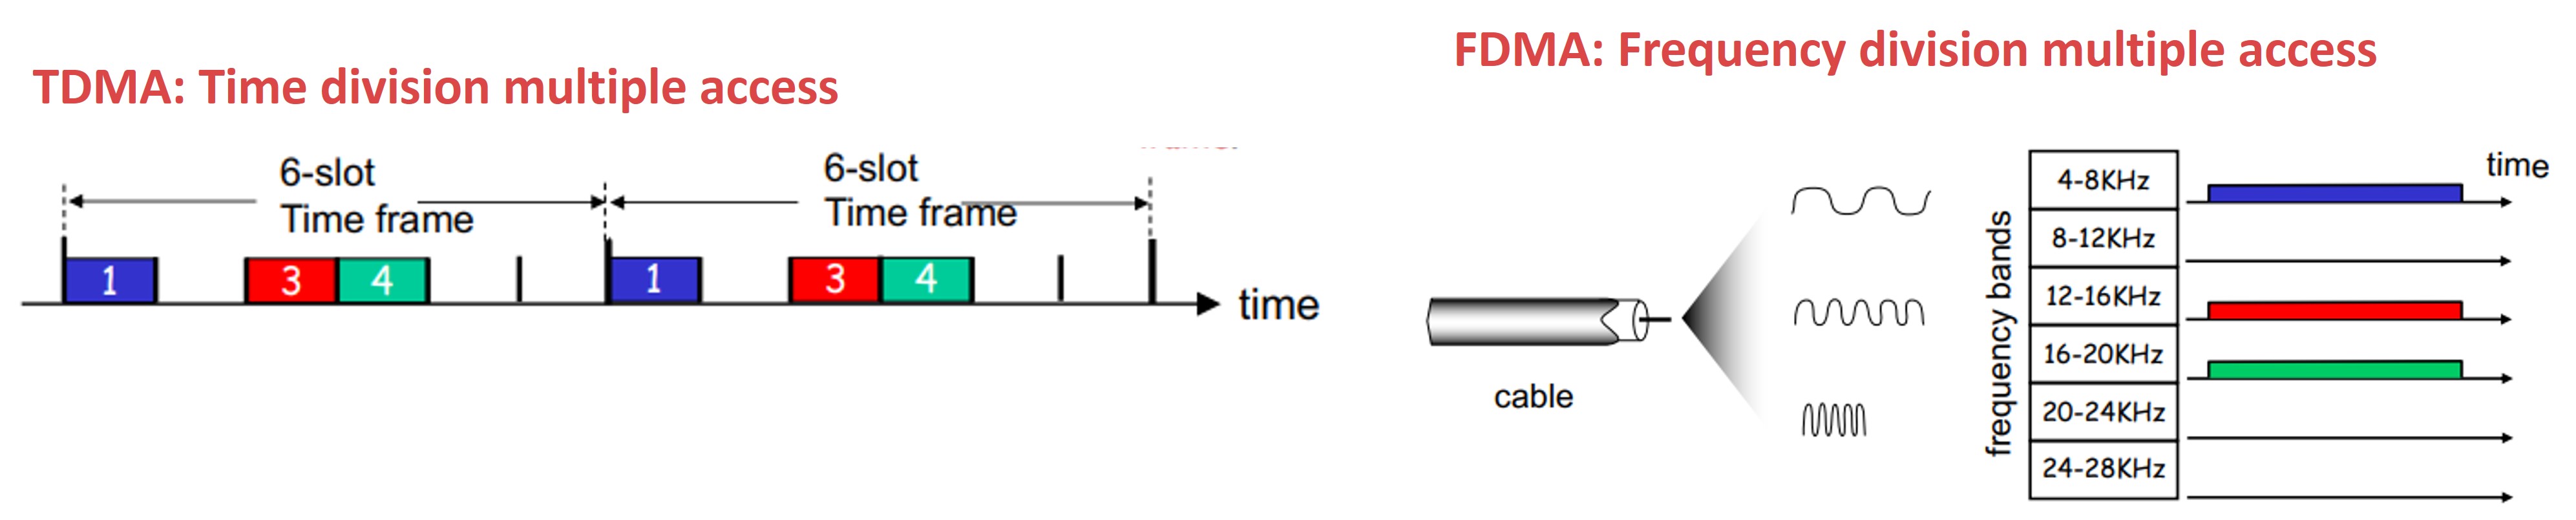 TDMA: Time division multiple access
6-slot
Time frame
6-slot
Time frame
1
3
4
1
3
4
time
FDMA: Frequency division multiple access
cable
frequency bands
4-8KHz
8-12KHz
12-16KHz
16-20KHz
20-24KHz
24-28KHz
time